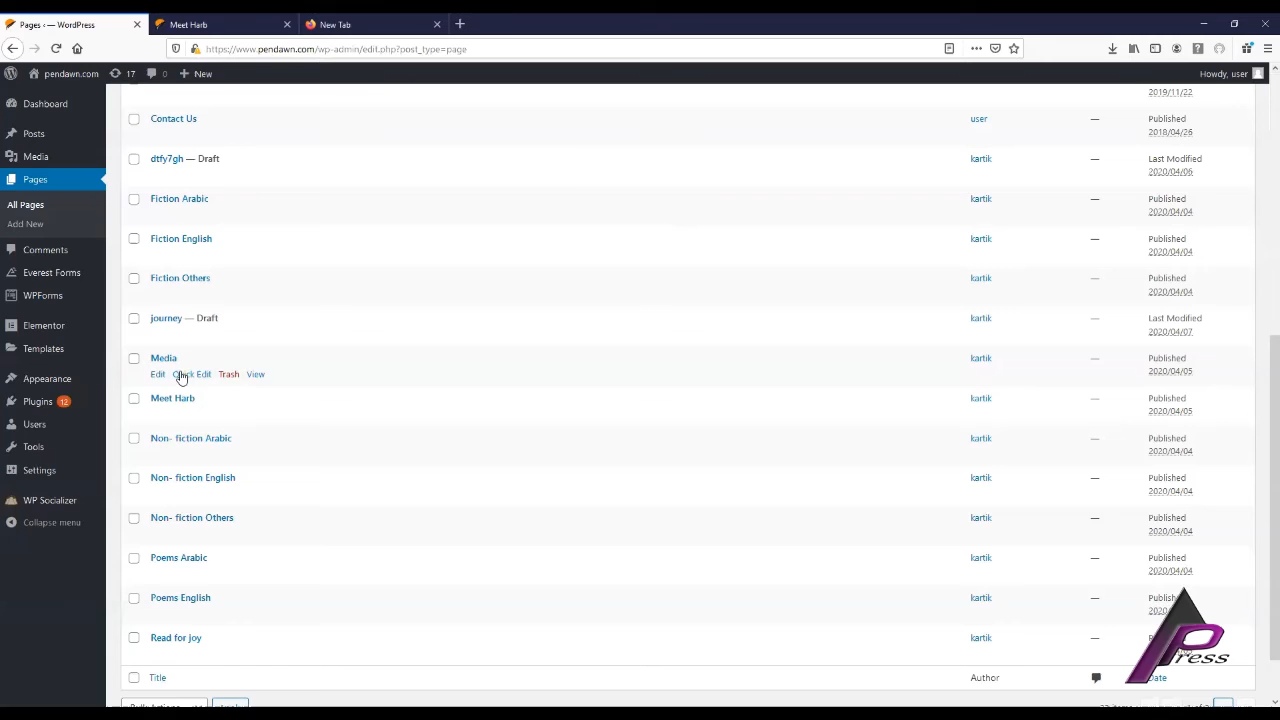 Pages ‹ — WordPress
Meet Harb
New Tab
https://www.pendawn.com/wp-admin/edit.php?post_type=page
pendawn.com 17 0 New
Howdy, user
Dashboard
Posts
Media
Pages
All Pages
Add New
Comments
Everest Forms
WPForms
Elementor
Templates
Appearance
Plugins 12
Users
Tools
Settings
WP Socializer
Collapse menu
2019/11/22
Contact Us user — Published
2018/04/26
dtfy7gh — Draft kartik — Last Modified
2020/04/06
Fiction Arabic kartik — Published
2020/04/04
Fiction English kartik — Published
2020/04/04
Fiction Others kartik — Published
2020/04/04
journey — Draft kartik — Last Modified
2020/04/07
Media kartik — Published
2020/04/05
Edit Quick Edit Trash View
Meet Harb kartik — Published
2020/04/05
Non- fiction Arabic kartik — Published
2020/04/04
Non- fiction English kartik — Published
2020/04/04
Non- fiction Others kartik — Published
2020/04/04
Poems Arabic kartik — Published
2020/04/04
Poems English kartik —
Read for joy kartik —
Press
Title Author Date